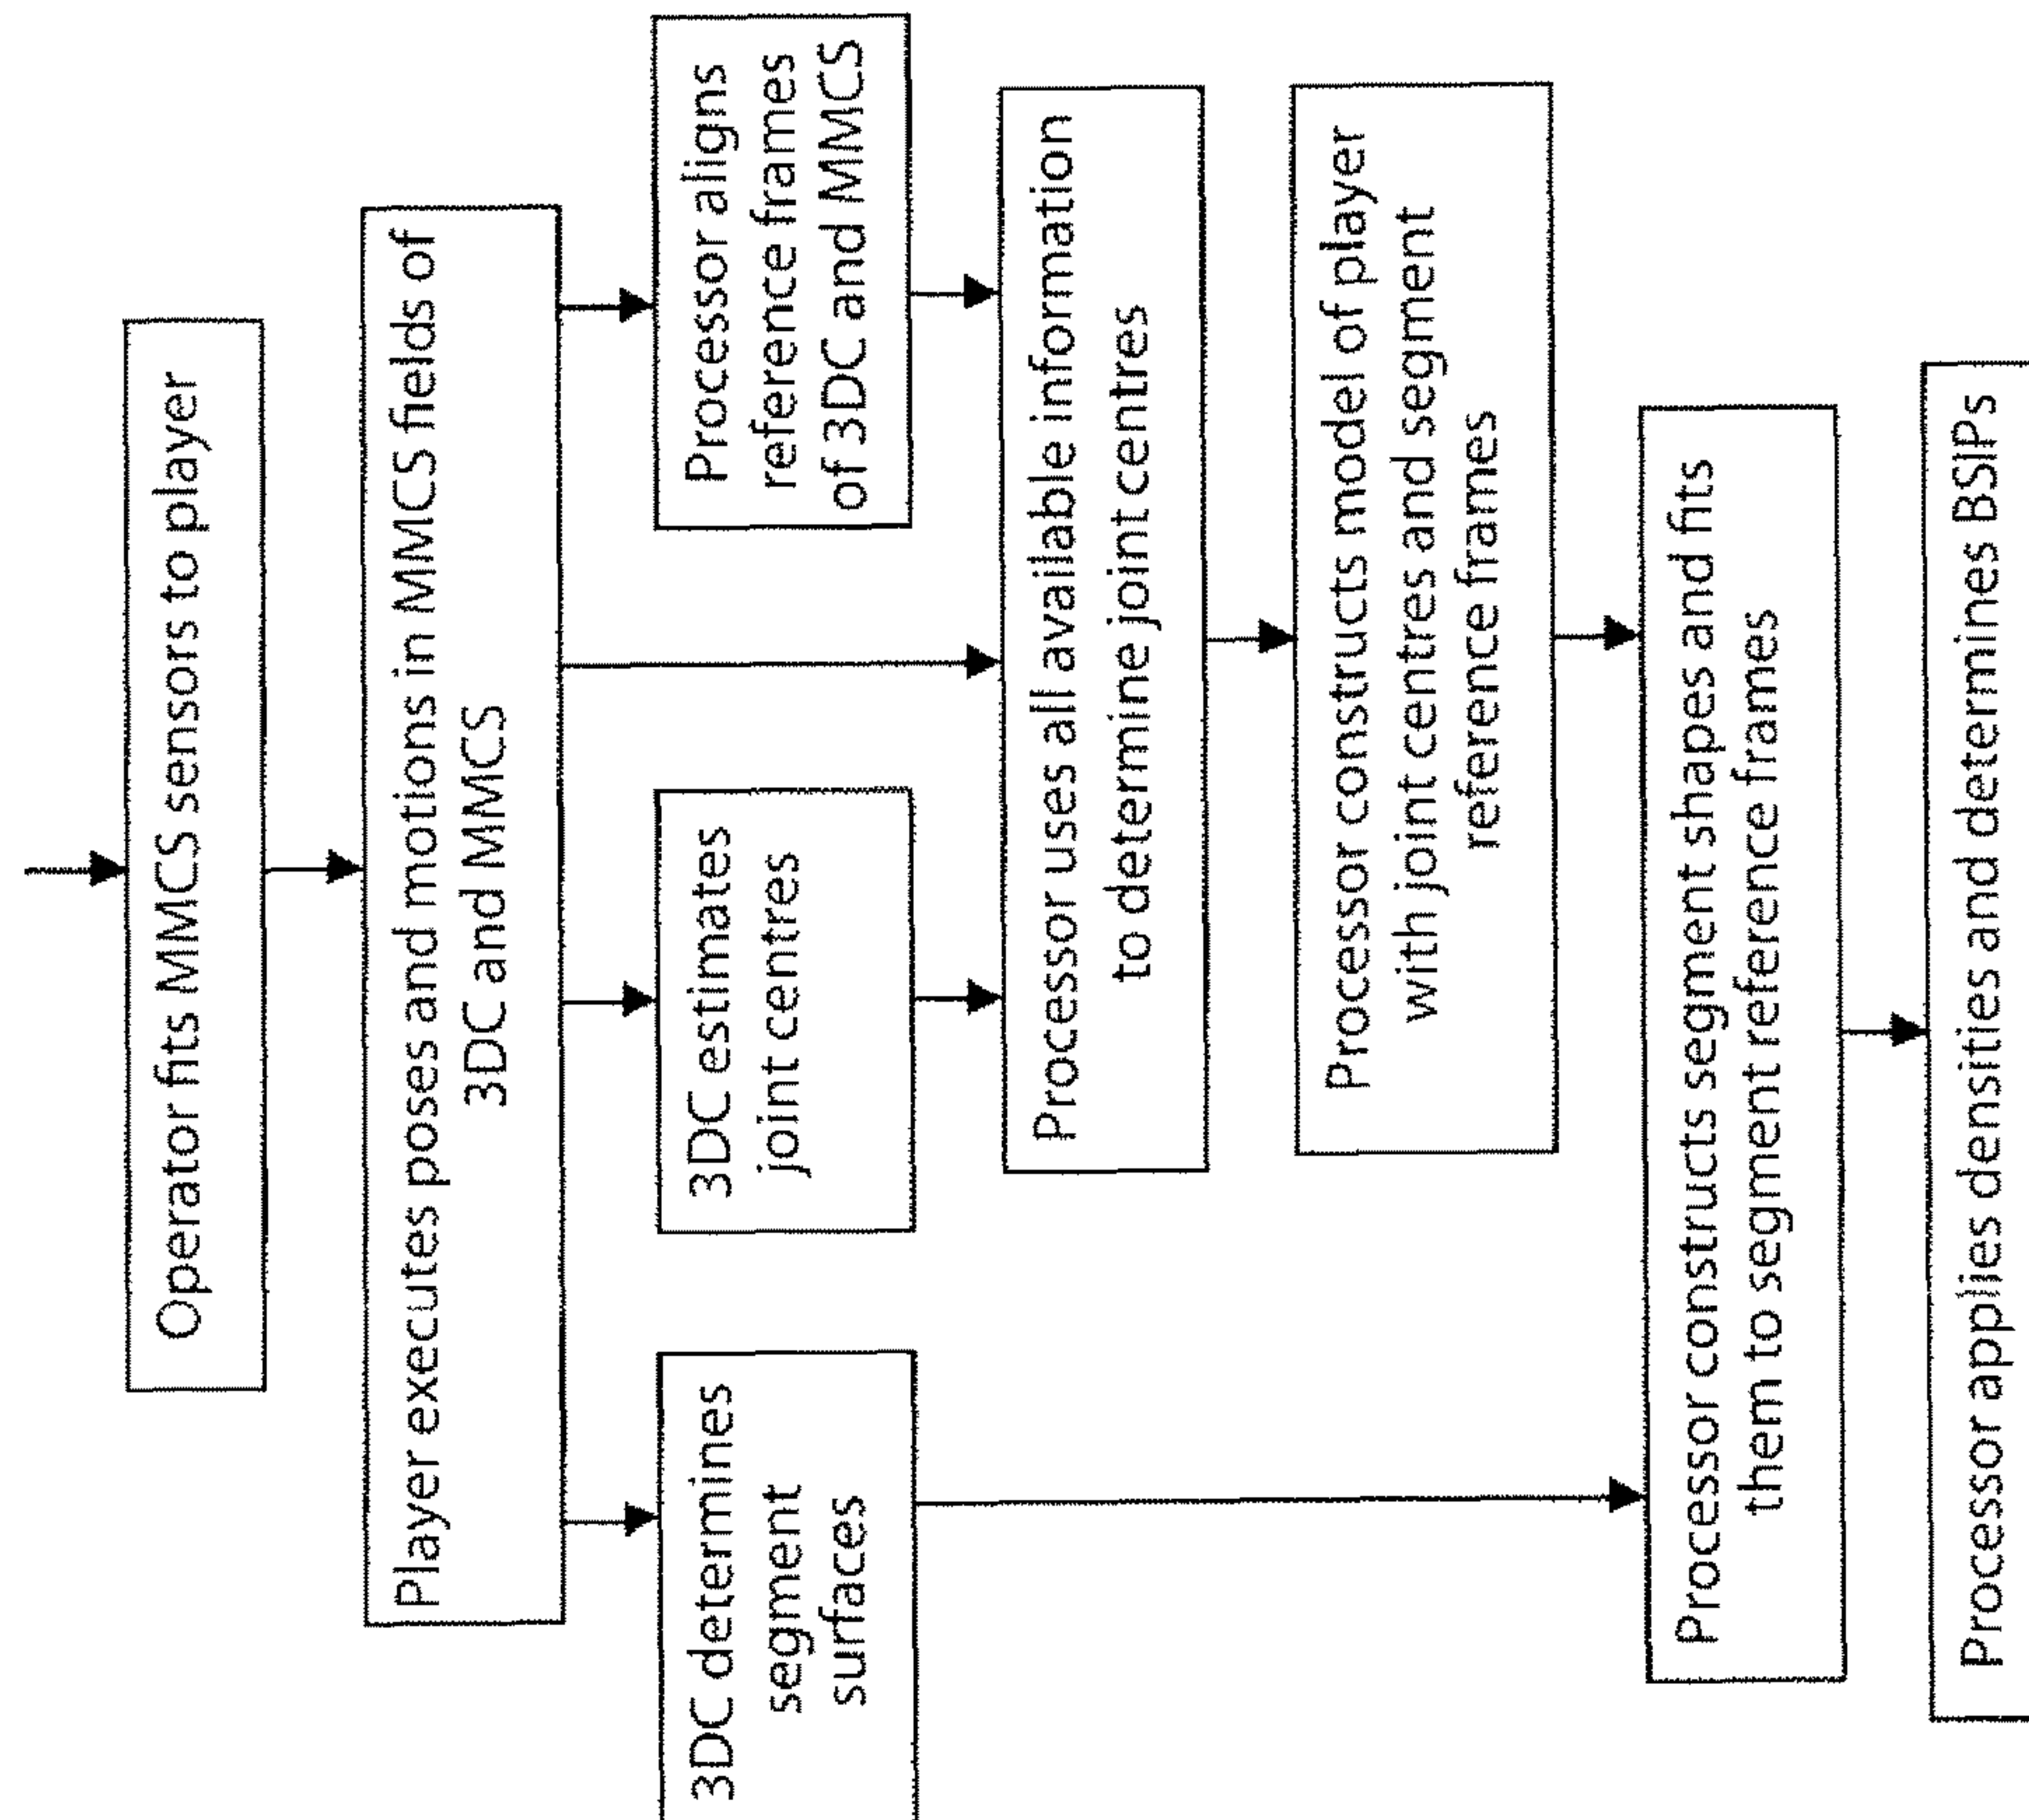 Operator fits MMCS sensors to player
Player executes poses and motions in MMCS fields of
3DC and MMCS
3DC determines
segment
surfaces
3DC estimates
joint centres
Processor aligns
reference frames
of 3DC and MMCS
Processor uses all available information
to determine joint centres
Processor constructs model of player
with joint centres and segment
reference frames
Processor constructs segment shapes and fits
them to segment reference frames
Processor applies densities and determines BSIPs